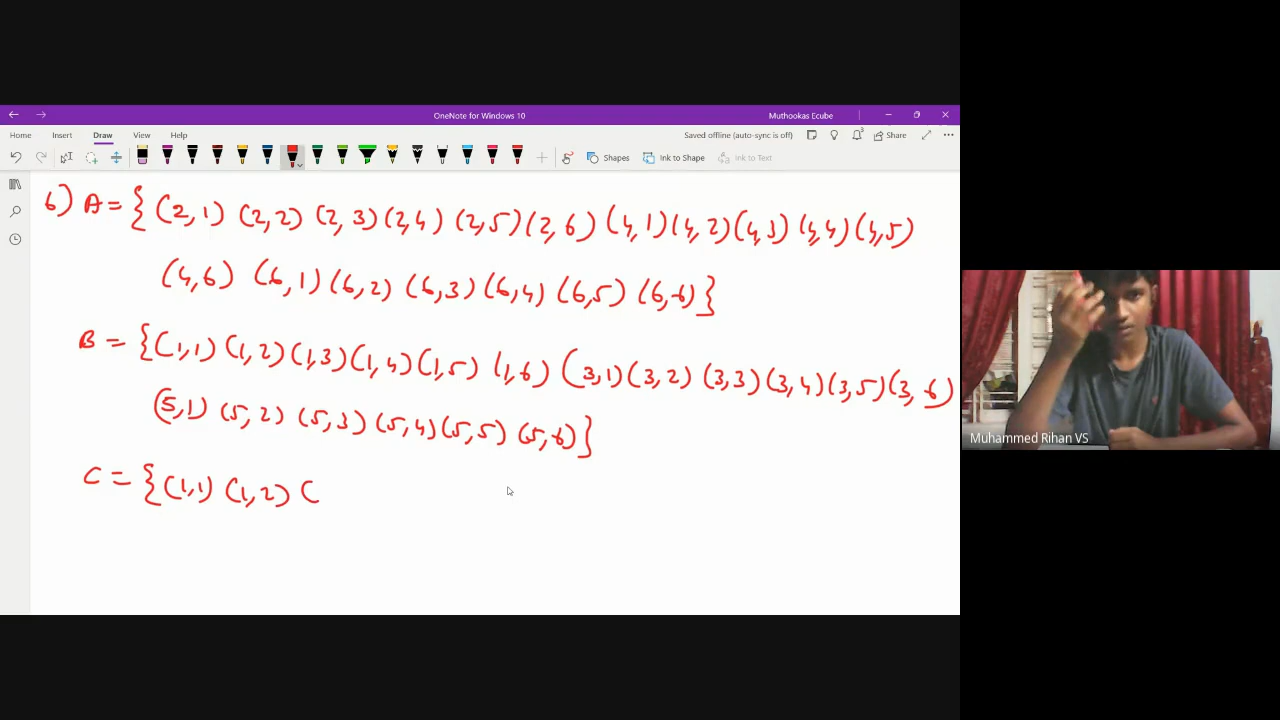 OneNote for Windows 10
Muthookas Ecube
Home Insert Draw View Help
Saved offline (auto-sync is off)
Share
Shapes
Ink to Shape
Ink to Text
6) A = { (2,1) (2,2) (2,3) (2,4) (2,5) (2,6) (4,1) (4,2) (4,3) (4,4) (4,5)
(4,6) (6,1) (6,2) (6,3) (6,4) (6,5) (6,6) }
B = { (1,1) (1,2) (1,3) (1,4) (1,5) (1,6) (3,1) (3,2) (3,3) (3,4) (3,5) (3,6)
(5,1) (5,2) (5,3) (5,4) (5,5) (5,6) }
C = { (1,1) (1,2) (
Muhammed Rihan VS